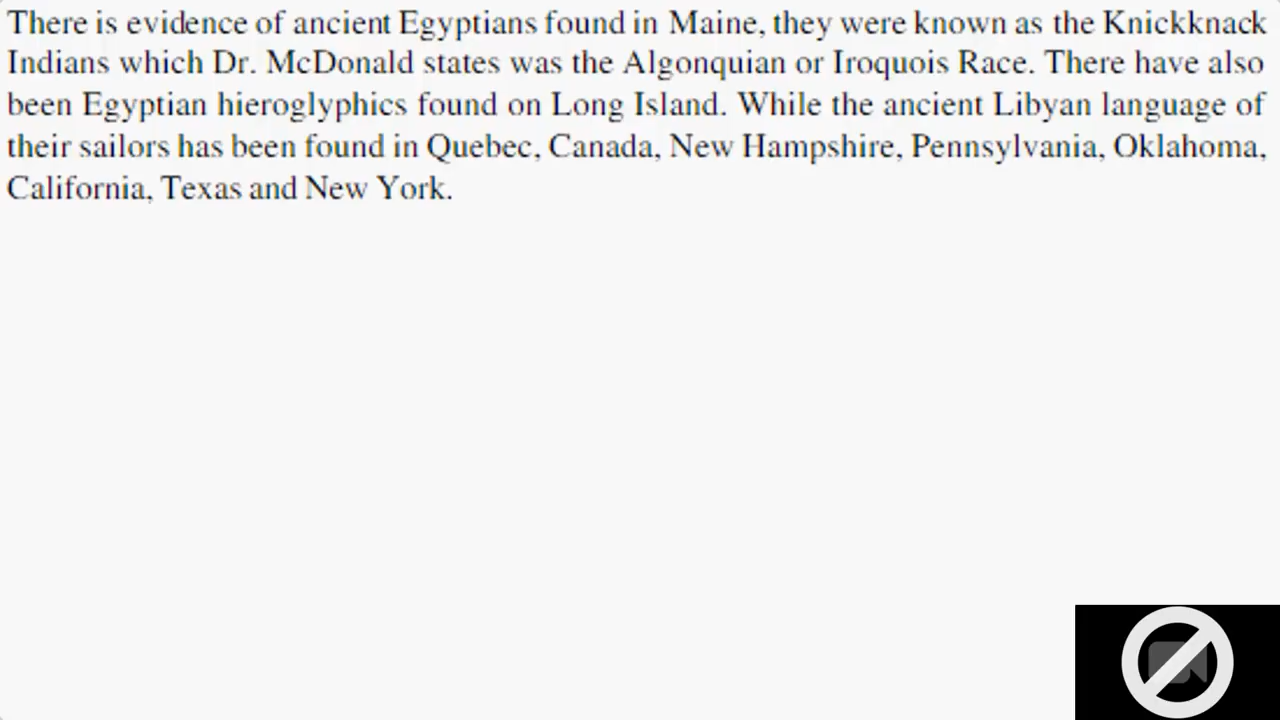 There is evidence of ancient Egyptians found in Maine, they were known as the Knickknack
Indians which Dr. McDonald states was the Algonquian or Iroquois Race. There have also
been Egyptian hieroglyphics found on Long Island. While the ancient Libyan language of
their sailors has been found in Quebec, Canada, New Hampshire, Pennsylvania, Oklahoma,
California, Texas and New York.